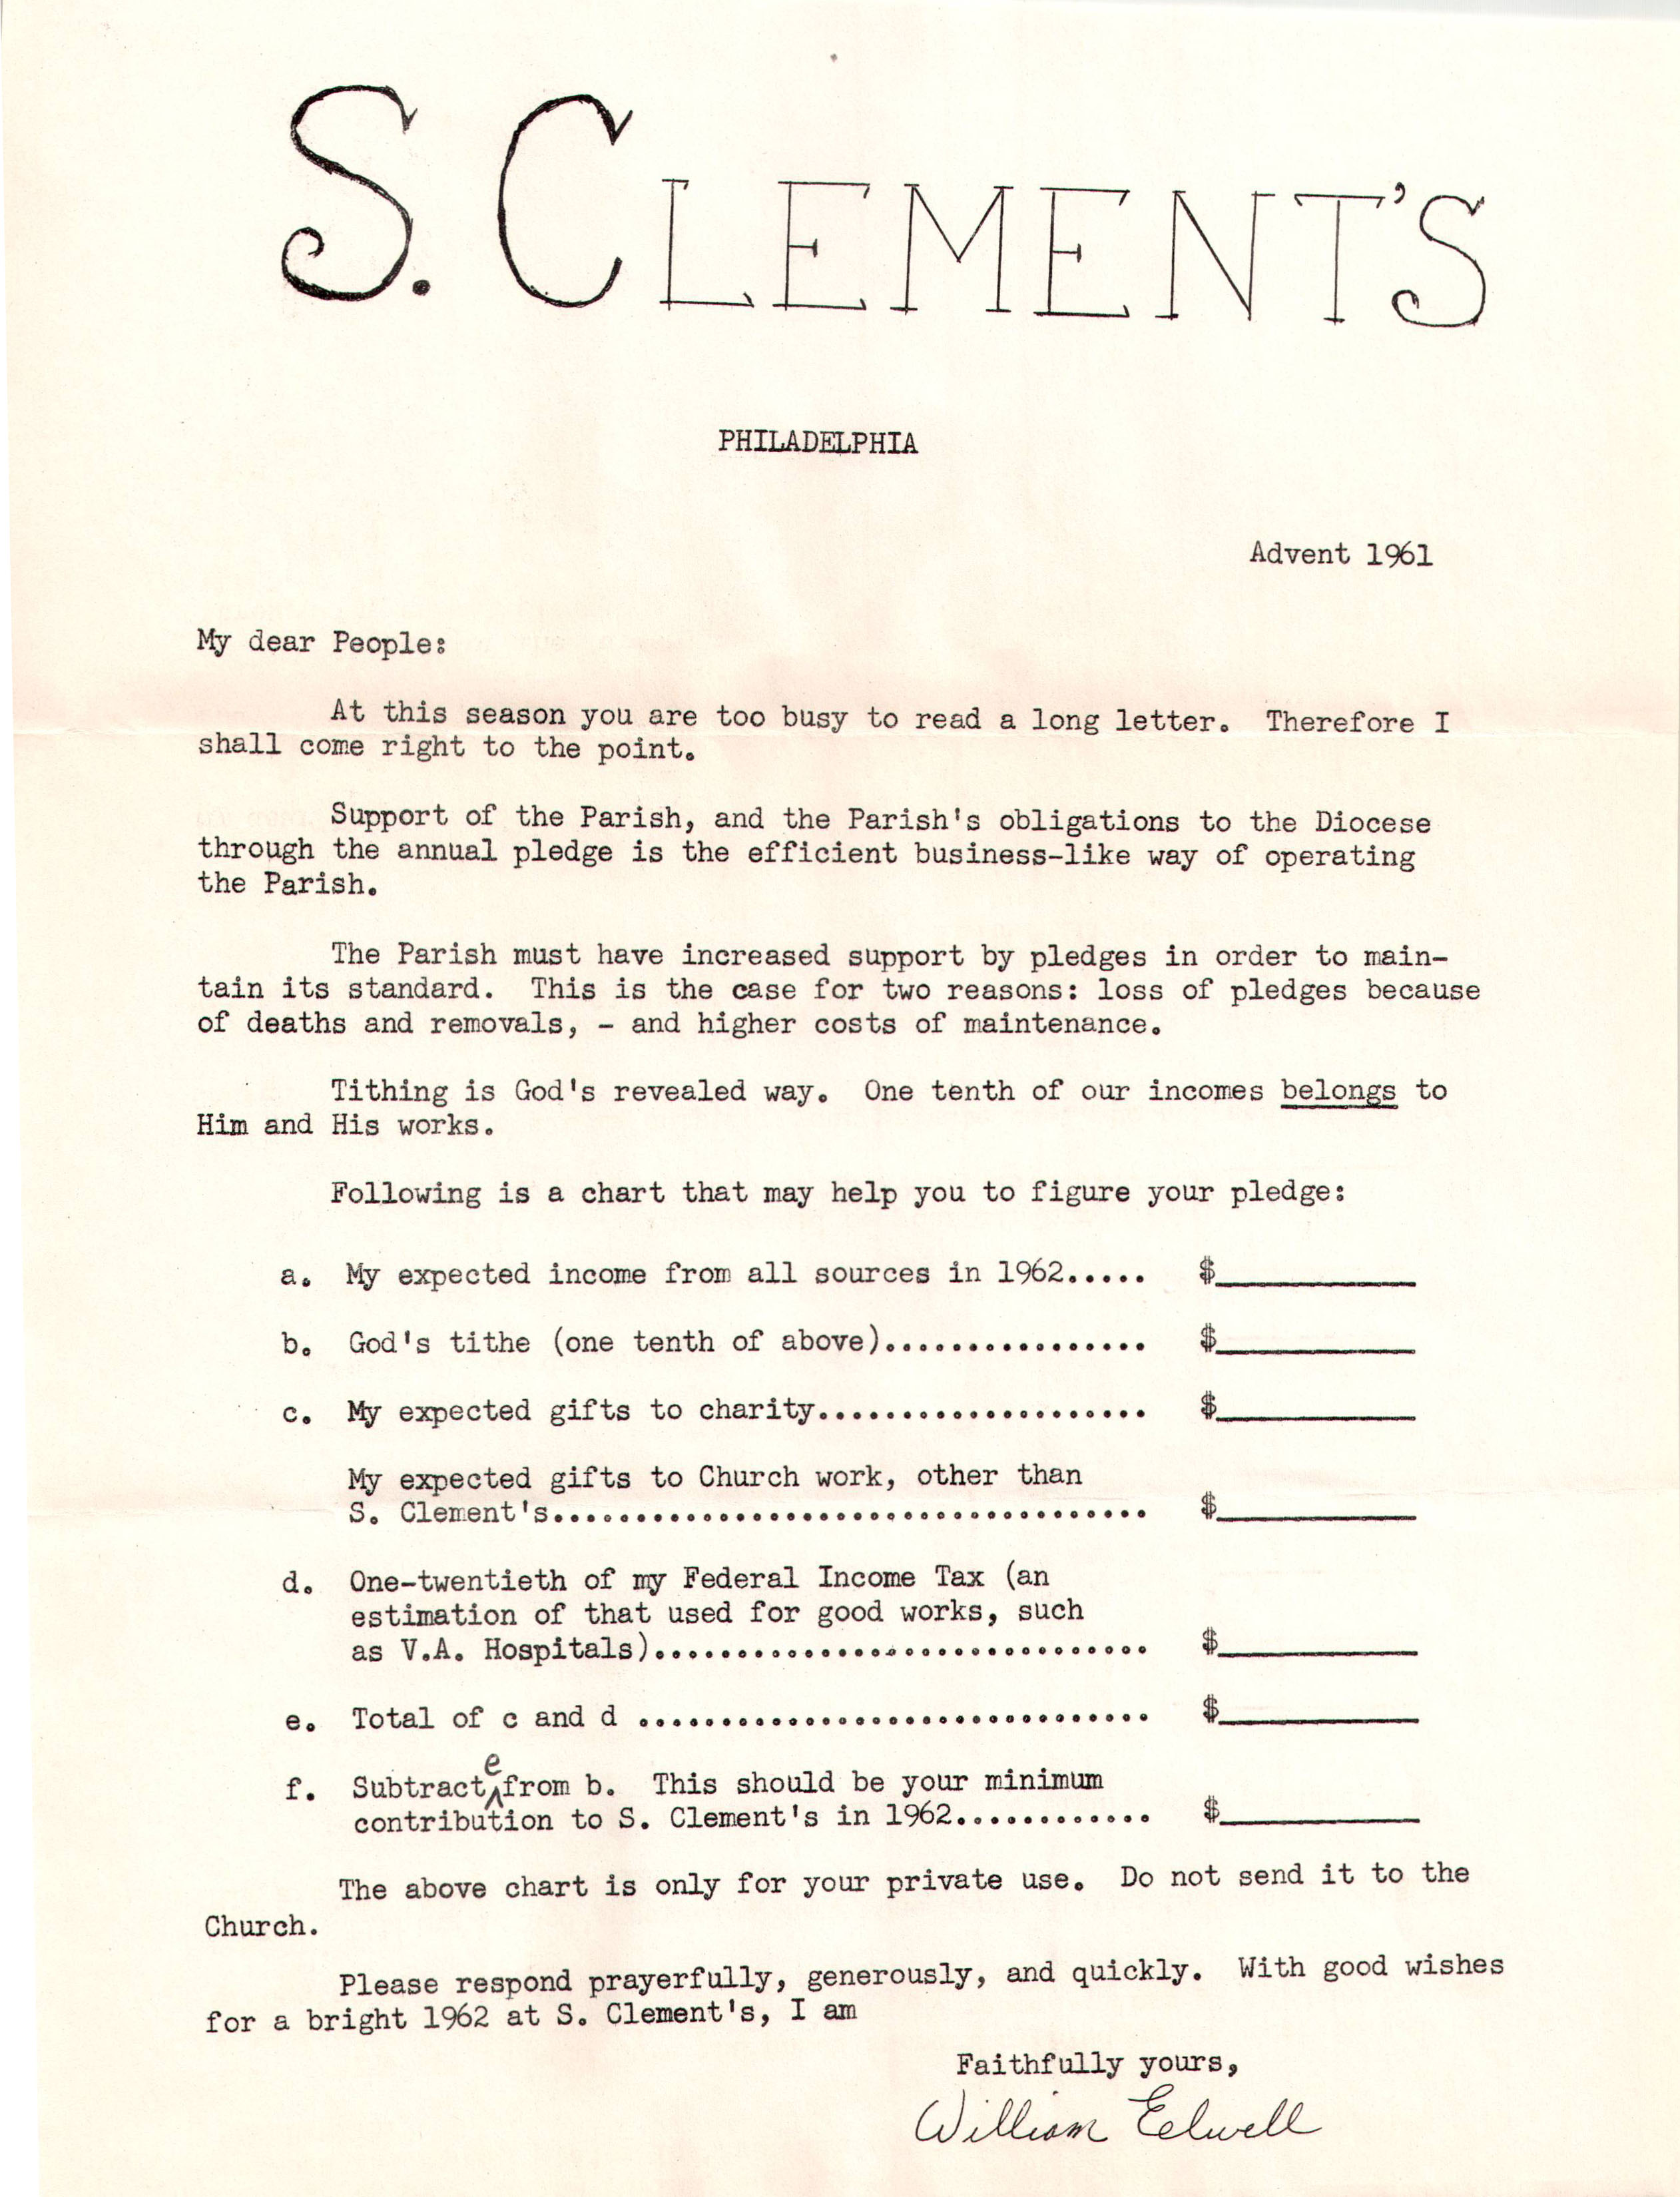 S. CLEMENT'S
PHILADELPHIA
Advent 1961
My dear People:
At this season you are too busy to read a long letter. Therefore I
shall come right to the point.
Support of the Parish, and the Parish's obligations to the Diocese
through the annual pledge is the efficient business-like way of operating
the Parish.
The Parish must have increased support by pledges in order to main-
tain its standard. This is the case for two reasons: loss of pledges because
of deaths and removals, - and higher costs of maintenance.
Tithing is God's revealed way. One tenth of our incomes belongs to
Him and His works.
Following is a chart that may help you to figure your pledge:
a. My expected income from all sources in 1962..... $____________
b. God's tithe (one tenth of above)................ $____________
c. My expected gifts to charity.................... $____________
My expected gifts to Church work, other than
S. Clement's.................................... $____________
d. One-twentieth of my Federal Income Tax (an
estimation of that used for good works, such
as V.A. Hospitals).............................. $____________
e. Total of c and d ............................... $____________
f. Subtract e from b. This should be your minimum
contribution to S. Clement's in 1962............ $____________
The above chart is only for your private use. Do not send it to the
Church.
Please respond prayerfully, generously, and quickly. With good wishes
for a bright 1962 at S. Clement's, I am
Faithfully yours,
William Elwell